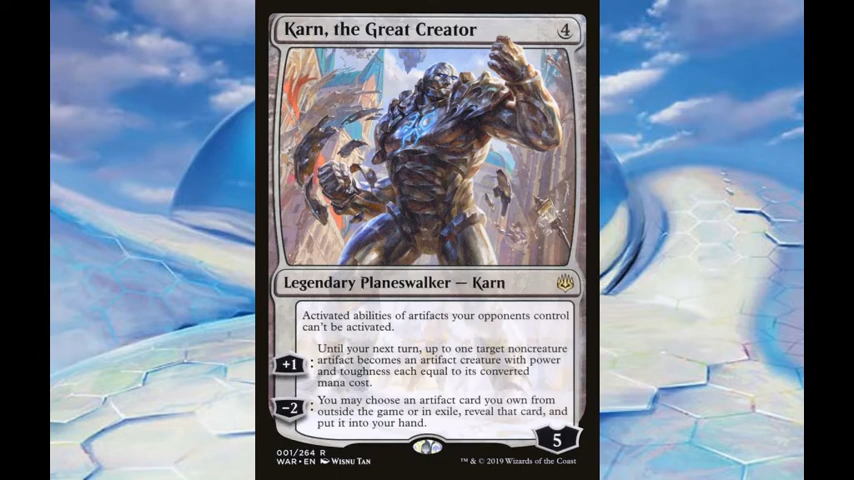 Karn, the Great Creator 4
Legendary Planeswalker — Karn
Activated abilities of artifacts your opponents control
can't be activated.
Until your next turn, up to one target noncreature
+1 : artifact becomes an artifact creature with power
and toughness each equal to its converted
mana cost.
-2 : You may choose an artifact card you own from
outside the game or in exile, reveal that card, and
put it into your hand.
5
001/264 R
WAR • EN Wisnu Tan ™ & © 2019 Wizards of the Coast